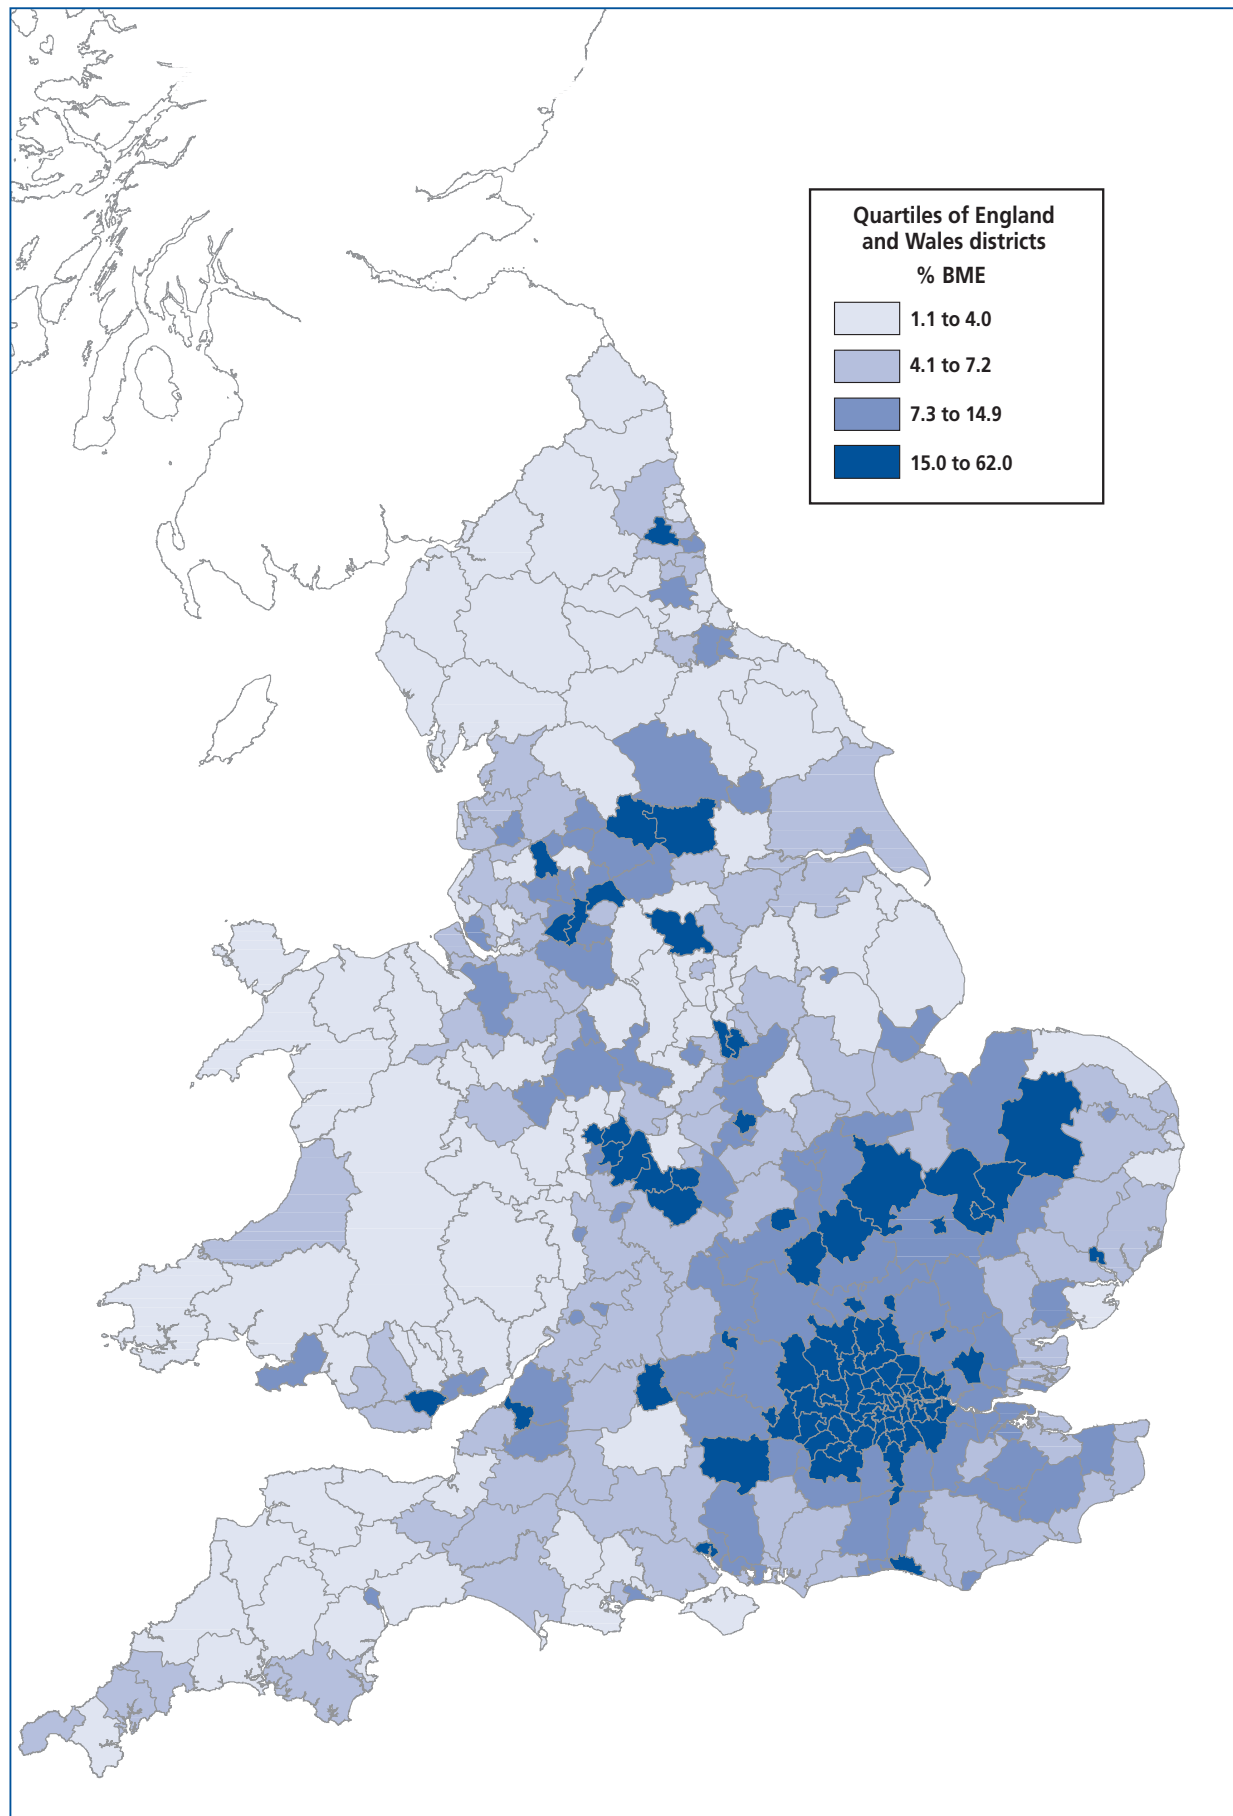 Quartiles of England
and Wales districts
% BME
1.1 to 4.0
4.1 to 7.2
7.3 to 14.9
15.0 to 62.0